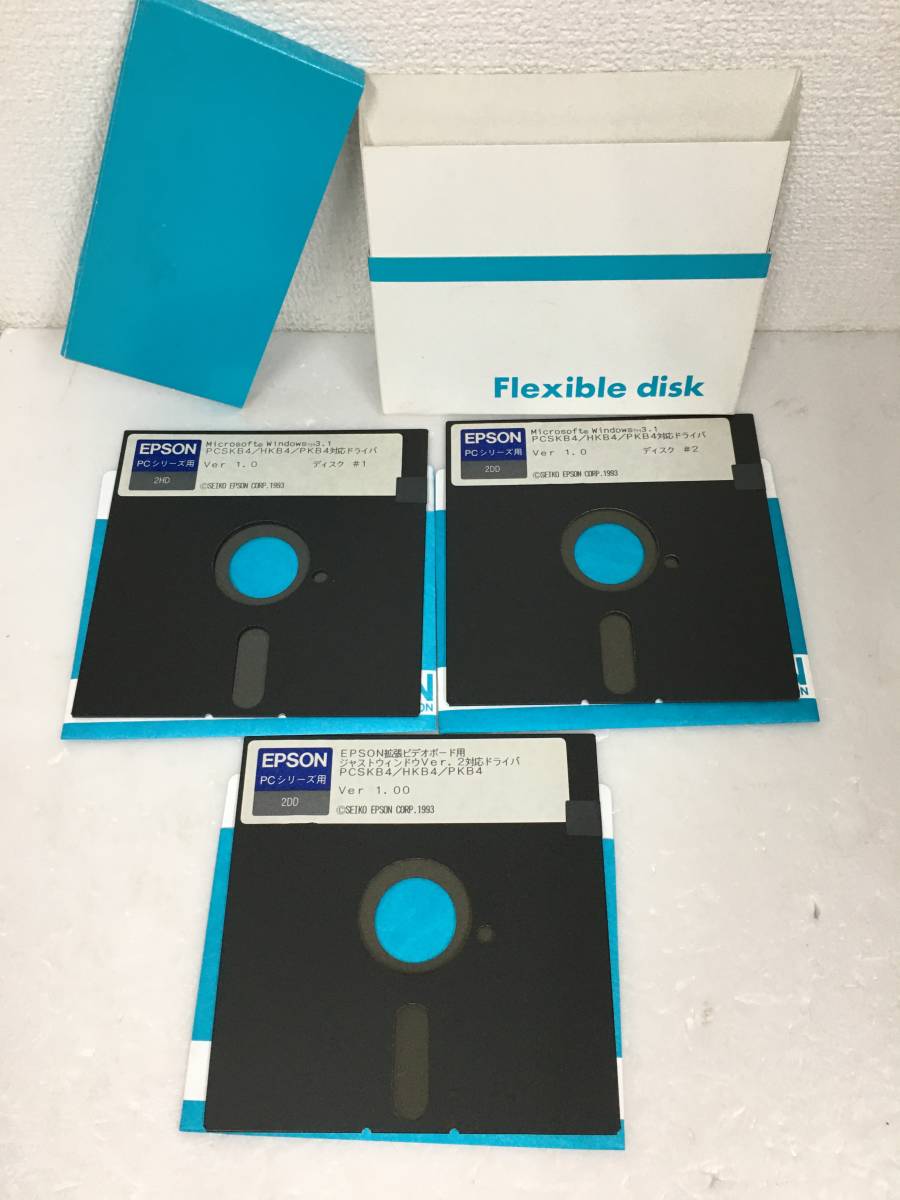 Flexible disk
EPSON
PCシリーズ用
2HD
Microsoft® Windows™3.1
PCSKB4/HKB4/PKB4対応ドライバ
Ver 1.0 ディスク #1
©SEIKO EPSON CORP.1993
EPSON
PCシリーズ用
2DD
Microsoft® Windows™3.1
PCSKB4/HKB4/PKB4対応ドライバ
Ver 1.0 ディスク #2
©SEIKO EPSON CORP.1993
EPSON
PCシリーズ用
2DD
EPSON拡張ビデオボード用
ジャストウィンドウVer.2対応ドライバ
PCSKB4/HKB4/PKB4
Ver 1.00
©SEIKO EPSON CORP.1993